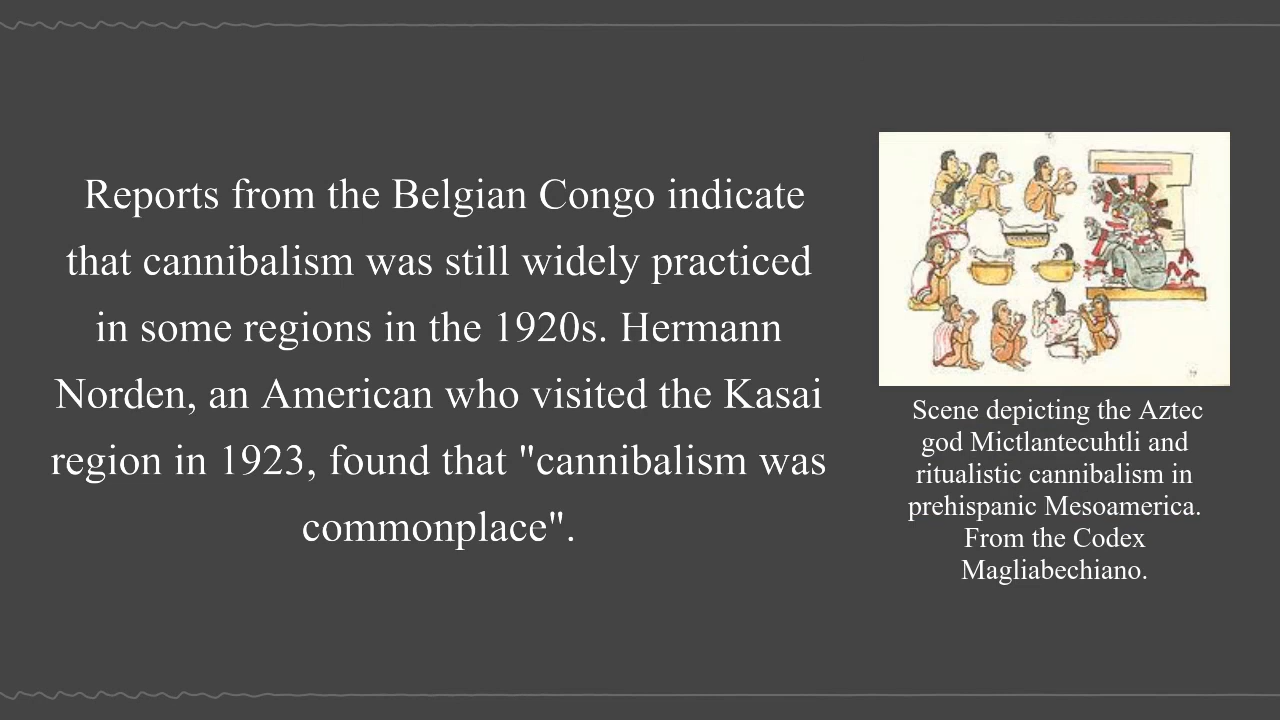 Reports from the Belgian Congo indicate
that cannibalism was still widely practiced
in some regions in the 1920s. Hermann
Norden, an American who visited the Kasai
region in 1923, found that "cannibalism was
commonplace".
Scene depicting the Aztec
god Mictlantecuhtli and
ritualistic cannibalism in
prehispanic Mesoamerica.
From the Codex
Magliabechiano.